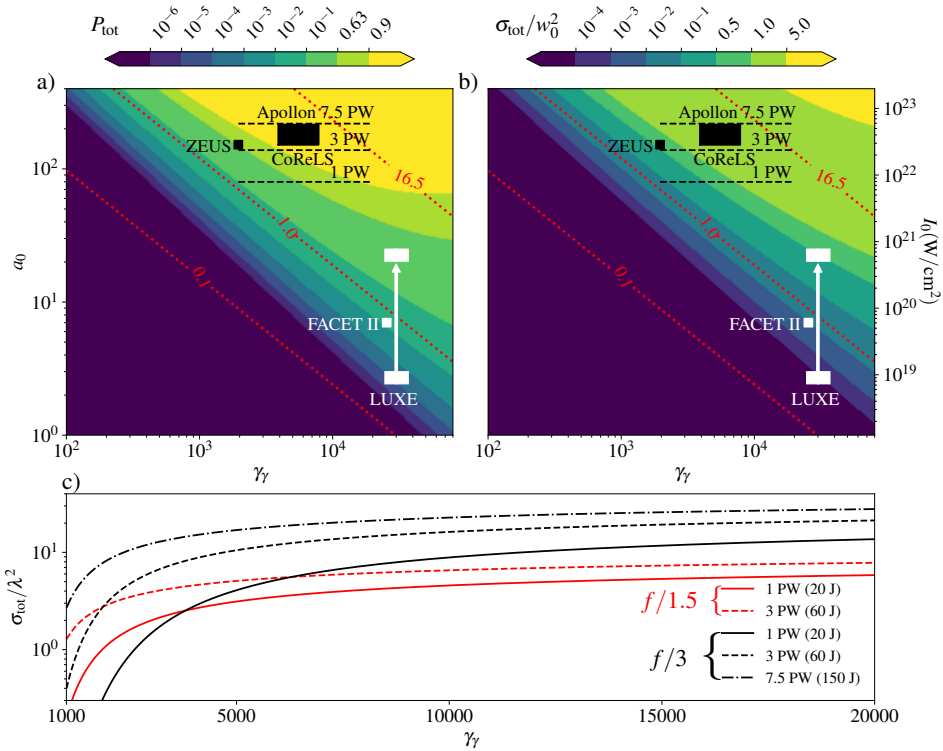 P_tot 10^−6 10^−5 10^−4 10^−3 10^−2 10^−1 0.63 0.9
σ_tot/w_0^2 10^−4 10^−3 10^−2 10^−1 0.5 1.0 5.0
a)
Apollon 7.5 PW
ZEUS 3 PW
CoReLS
1 PW
16.5
1.0
0.1
FACET II
LUXE
a_0
10^2
10^1
10^0
10^2 10^3 10^4
γ_γ
b)
Apollon 7.5 PW
ZEUS 3 PW
CoReLS
1 PW
16.5
1.0
0.1
FACET II
LUXE
10^23
10^22
10^21
10^20
10^19
I_0(W/cm^2)
10^2 10^3 10^4
γ_γ
c)
σ_tot/λ^2
10^1
10^0
f/1.5 {
1 PW (20 J)
3 PW (60 J)
f/3 {
1 PW (20 J)
3 PW (60 J)
7.5 PW (150 J)
1000 5000 10000 15000 20000
γ_γ